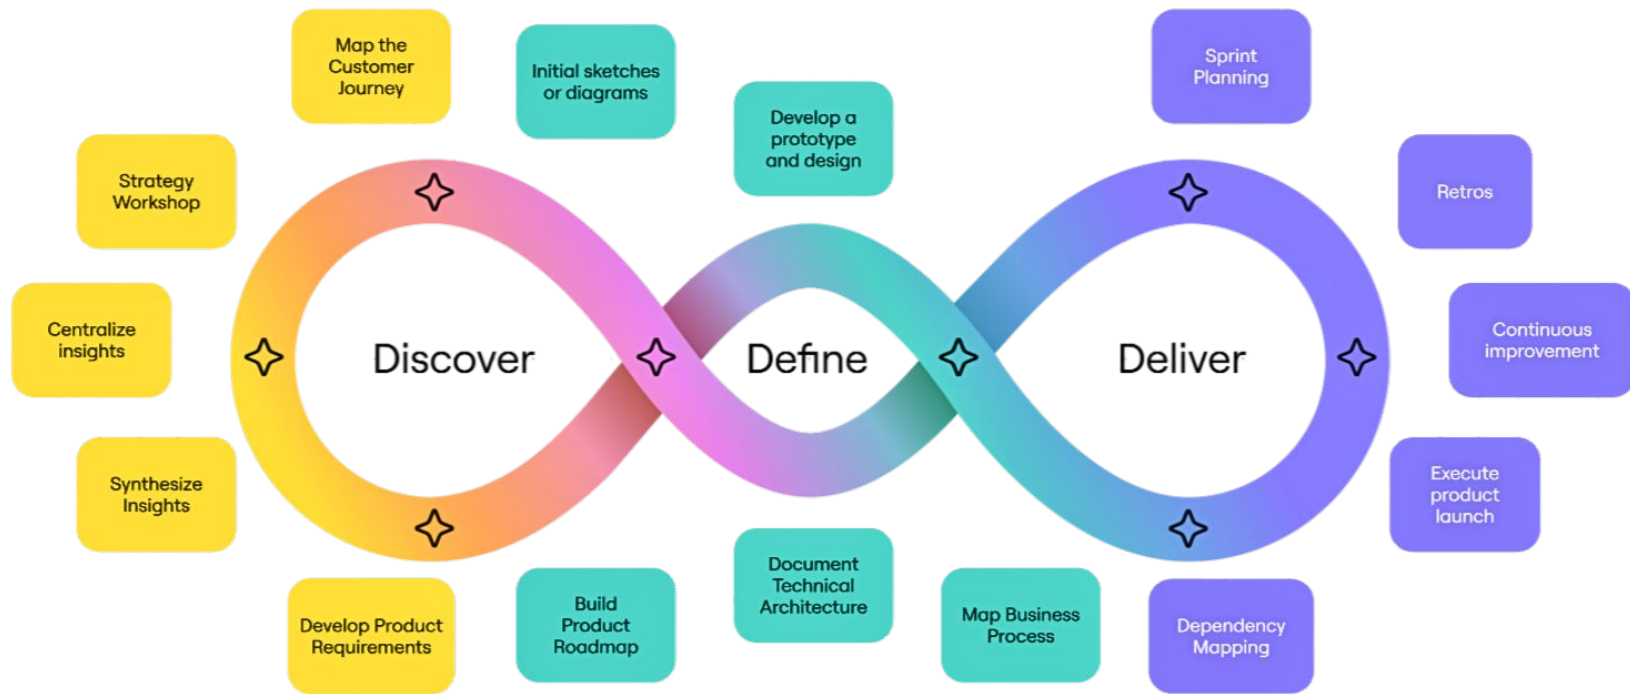 Map the
Customer
Journey
Initial sketches
or diagrams
Develop a
prototype
and design
Sprint
Planning
Strategy
Workshop
Retros
Centralize
insights
Discover
Define
Deliver
Continuous
improvement
Synthesize
Insights
Execute
product
launch
Develop Product
Requirements
Build
Product
Roadmap
Document
Technical
Architecture
Map Business
Process
Dependency
Mapping